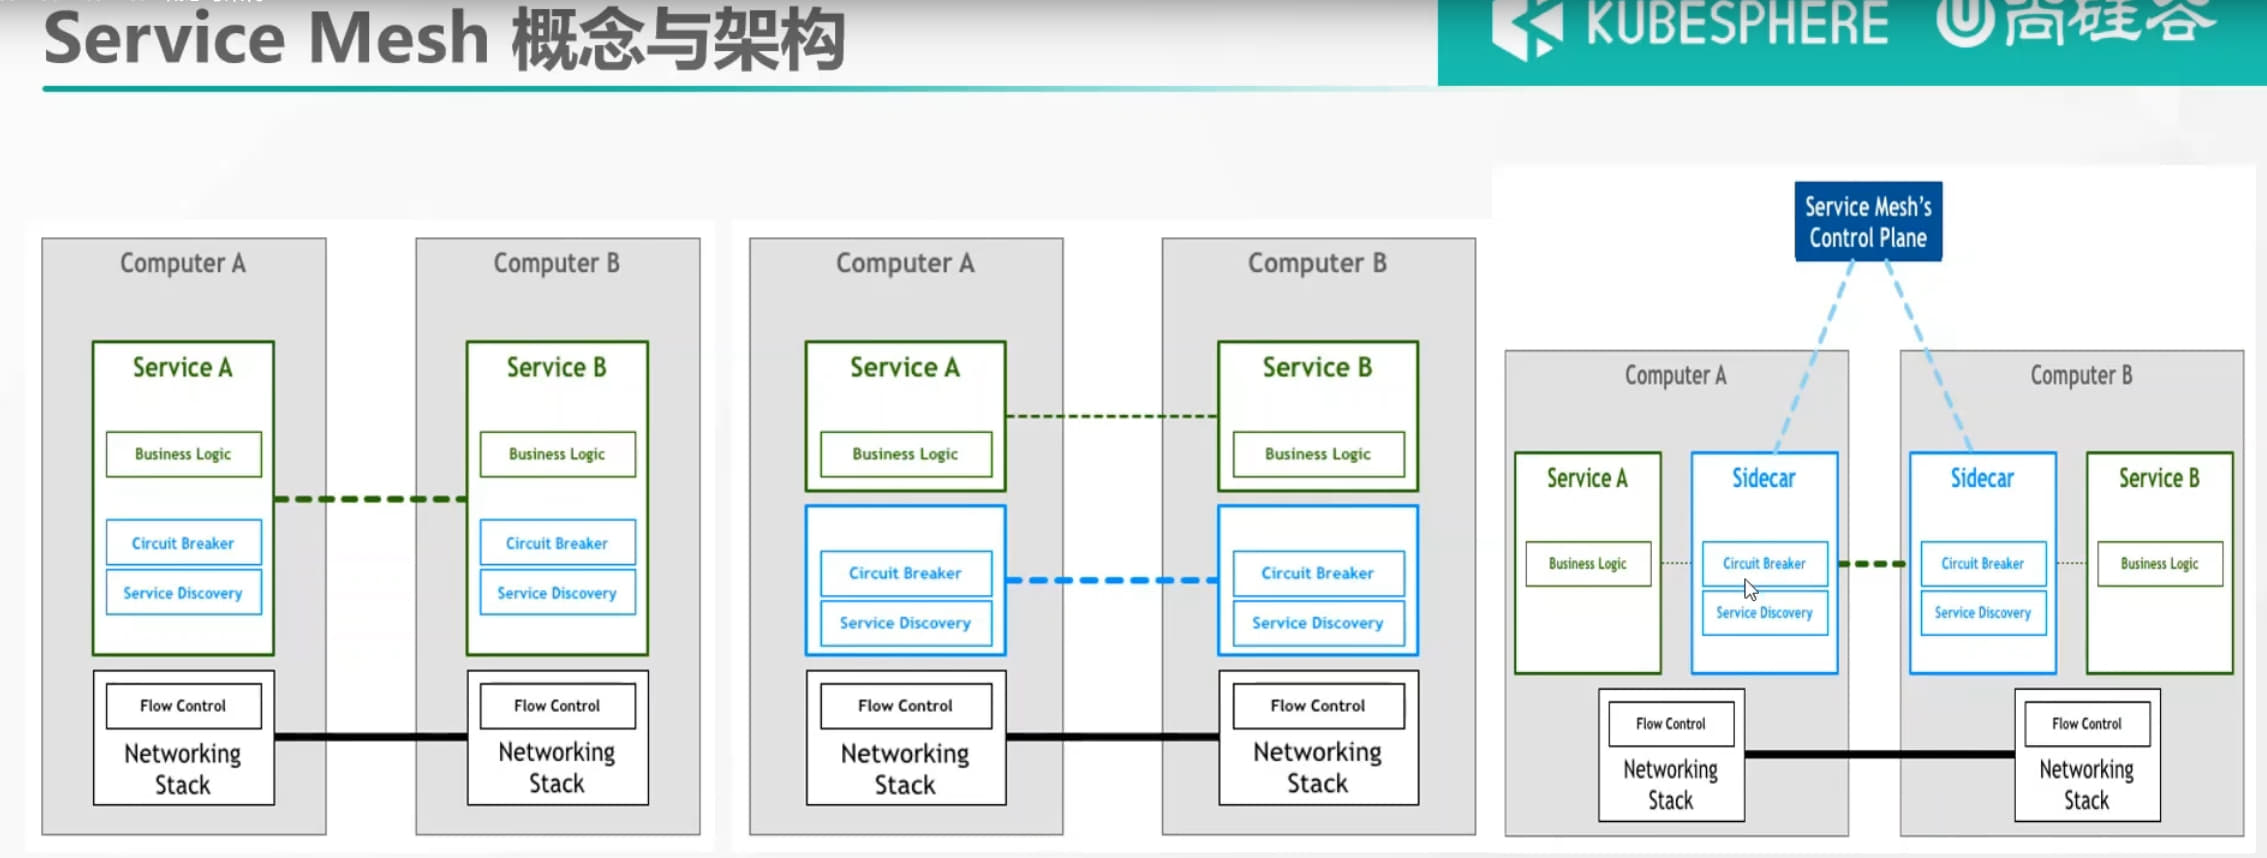 Service Mesh 概念与架构
KUBESPHERE
尚硅谷
Computer A
Service A
Business Logic
Circuit Breaker
Service Discovery
Flow Control
Networking
Stack
Computer B
Service B
Business Logic
Circuit Breaker
Service Discovery
Flow Control
Networking
Stack
Computer A
Service A
Business Logic
Circuit Breaker
Service Discovery
Flow Control
Networking
Stack
Computer B
Service B
Business Logic
Circuit Breaker
Service Discovery
Flow Control
Networking
Stack
Service Mesh's
Control Plane
Computer A
Service A
Business Logic
Sidecar
Circuit Breaker
Service Discovery
Flow Control
Networking
Stack
Computer B
Sidecar
Circuit Breaker
Service Discovery
Service B
Business Logic
Flow Control
Networking
Stack